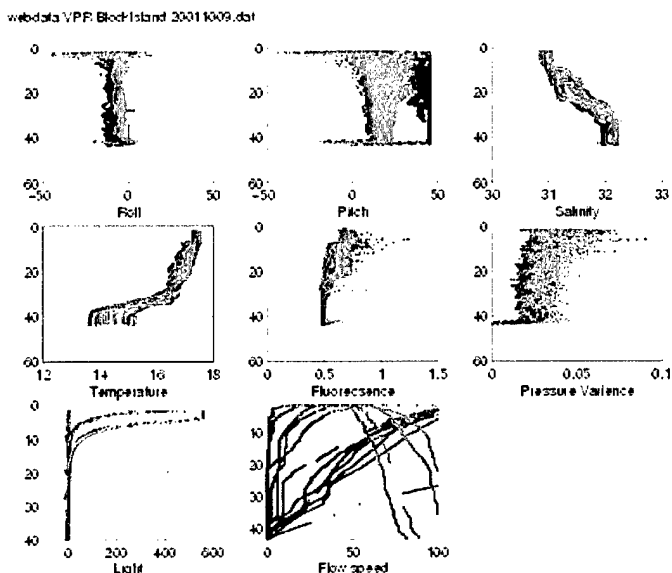 webdata VPR BlockIsland 20011009.dat
0 20 40 60
-50 0 50
Roll
0 20 40 60
-50 0 50
Pitch
0 20 40 60
30 31 32 33
Salinity
0 20 40 60
12 14 16 18
Temperature
0 20 40 60
0 0.5 1 1.5
Fluorecsence
0 20 40 60
0 0.05 0.1
Pressure Varience
0 10 20 30 40
0 200 400 600
Light
0 10 20 30 40
0 50 100
Flow speed